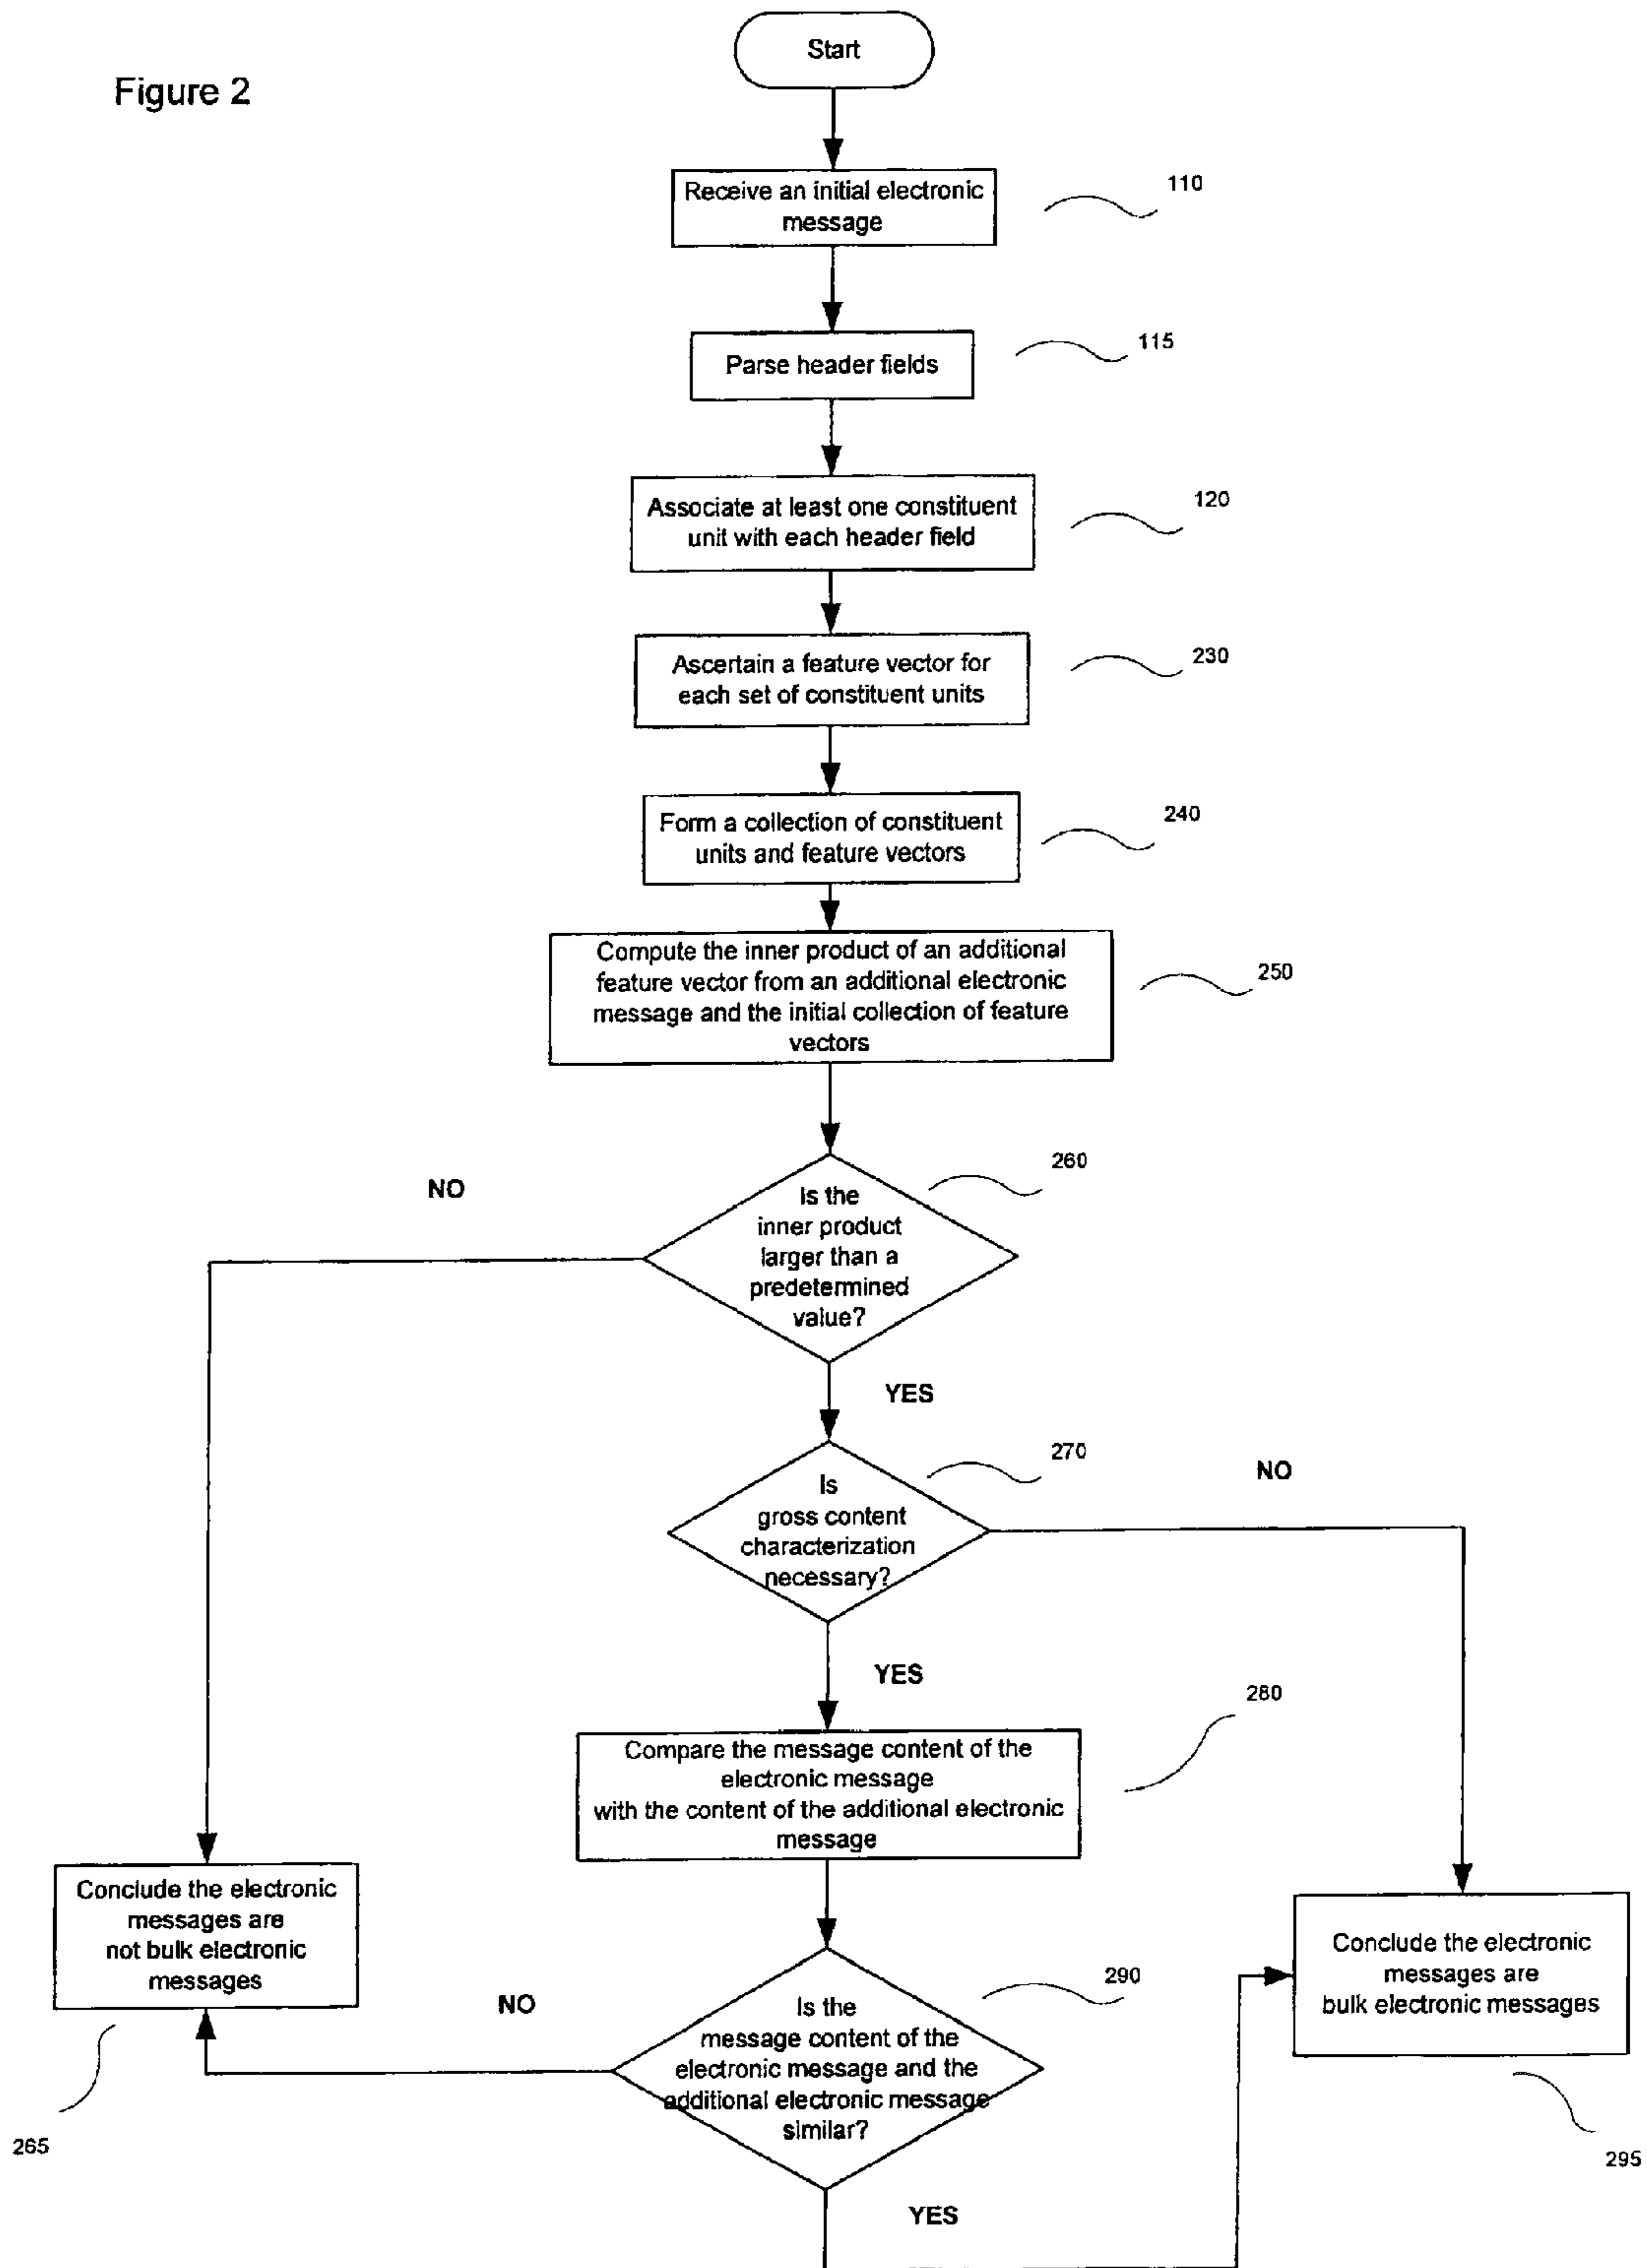 Figure 2
Start
Receive an initial electronic
message
110
Parse header fields
115
Associate at least one constituent
unit with each header field
120
Ascertain a feature vector for
each set of constituent units
230
Form a collection of constituent
units and feature vectors
240
Compute the inner product of an additional
feature vector from an additional electronic
message and the initial collection of feature
vectors
250
NO
Is the
inner product
larger than a
predetermined
value?
260
YES
Is
gross content
characterization
necessary?
270
NO
YES
Compare the message content of the
electronic message
with the content of the additional electronic
message
280
Conclude the electronic
messages are
not bulk electronic
messages
265
NO
Is the
message content of the
electronic message and the
additional electronic message
similar?
290
Conclude the electronic
messages are
bulk electronic messages
295
YES